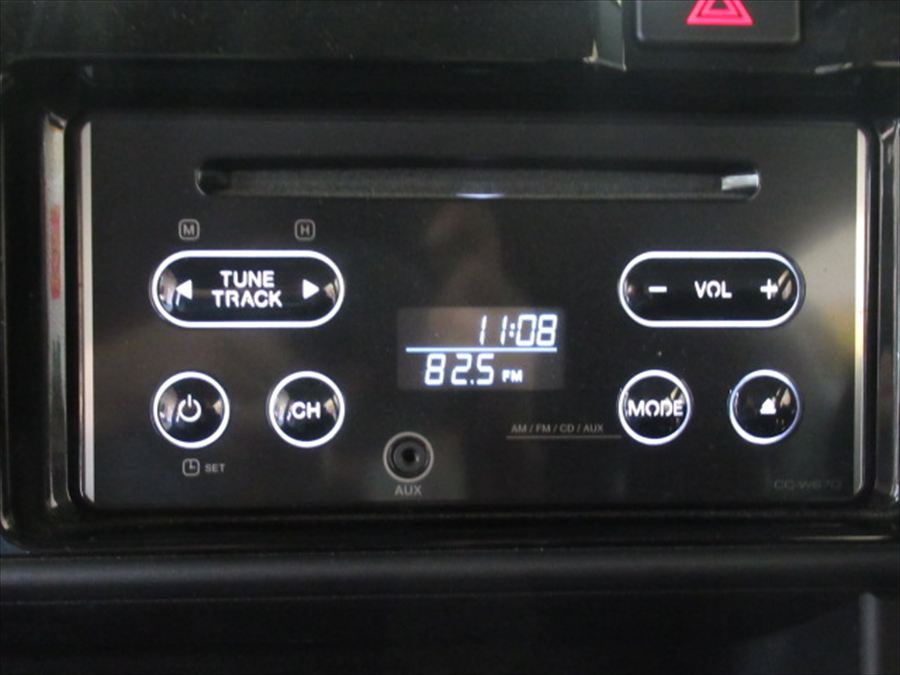 M H
TUNE
TRACK
- VOL +
11:08
82.5 FM
CH
MODE
AM / FM / CD / AUX
SET
AUX